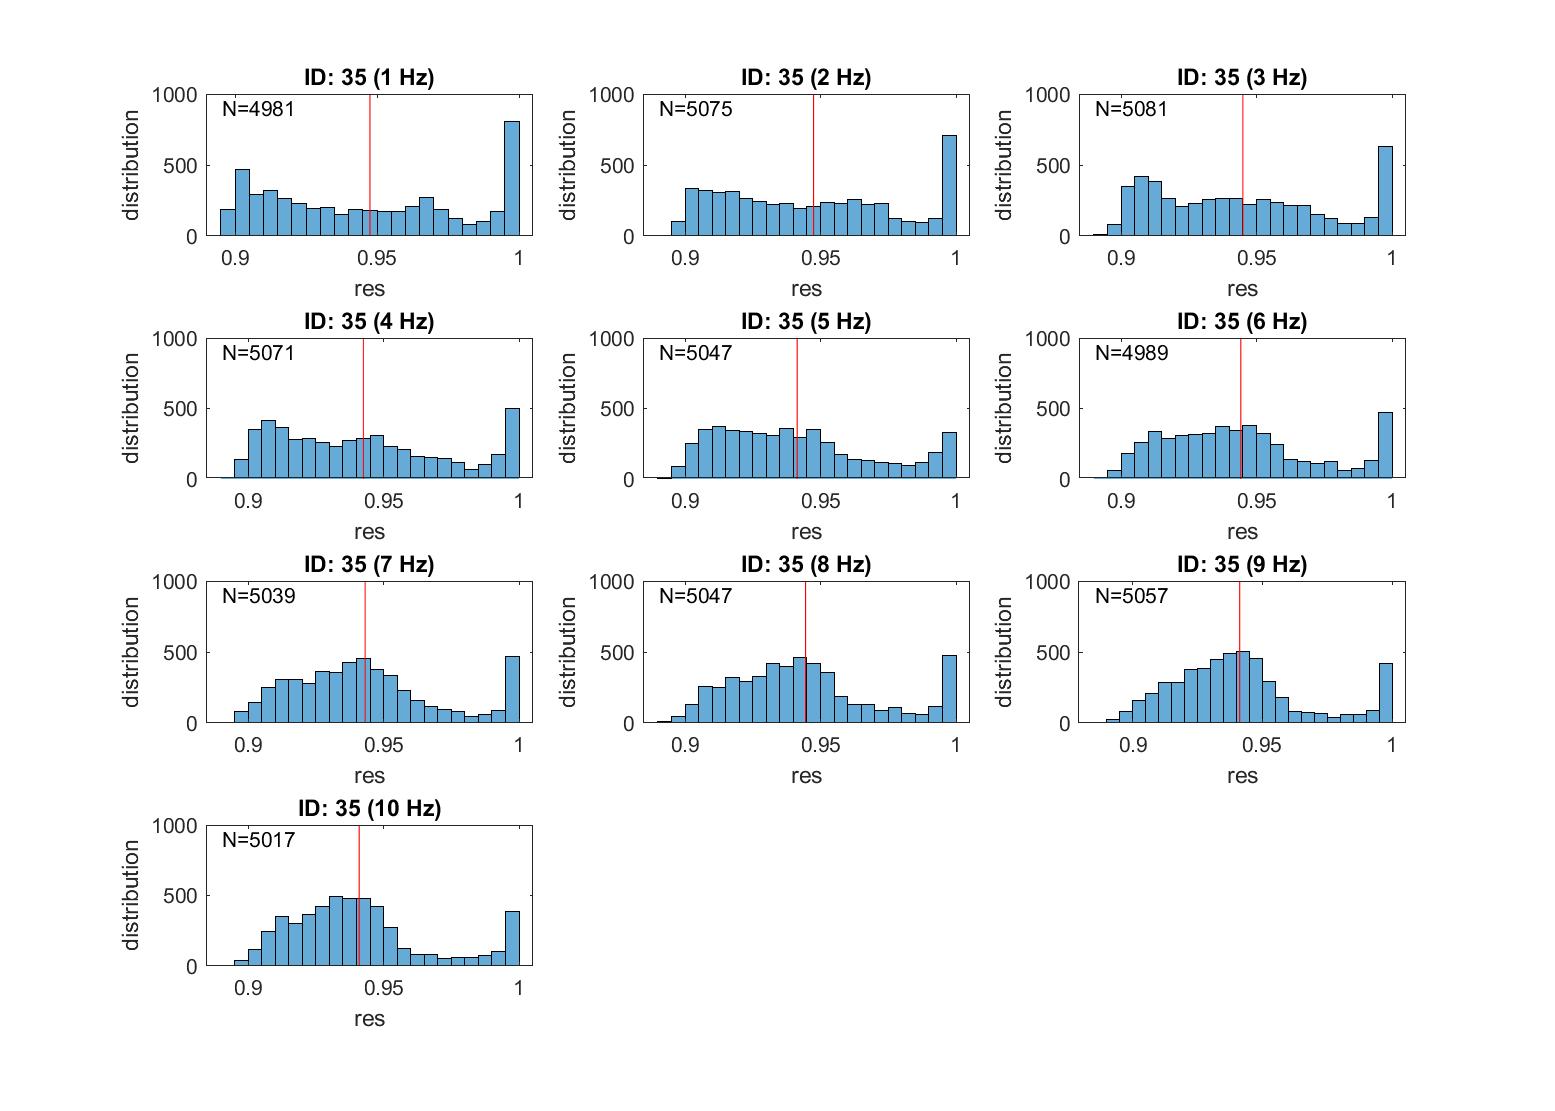 ID: 35 (1 Hz)
N=4981
1000
500
0
distribution
0.9 0.95 1
res
ID: 35 (2 Hz)
N=5075
1000
500
0
distribution
0.9 0.95 1
res
ID: 35 (3 Hz)
N=5081
1000
500
0
distribution
0.9 0.95 1
res
ID: 35 (4 Hz)
N=5071
1000
500
0
distribution
0.9 0.95 1
res
ID: 35 (5 Hz)
N=5047
1000
500
0
distribution
0.9 0.95 1
res
ID: 35 (6 Hz)
N=4989
1000
500
0
distribution
0.9 0.95 1
res
ID: 35 (7 Hz)
N=5039
1000
500
0
distribution
0.9 0.95 1
res
ID: 35 (8 Hz)
N=5047
1000
500
0
distribution
0.9 0.95 1
res
ID: 35 (9 Hz)
N=5057
1000
500
0
distribution
0.9 0.95 1
res
ID: 35 (10 Hz)
N=5017
1000
500
0
distribution
0.9 0.95 1
res